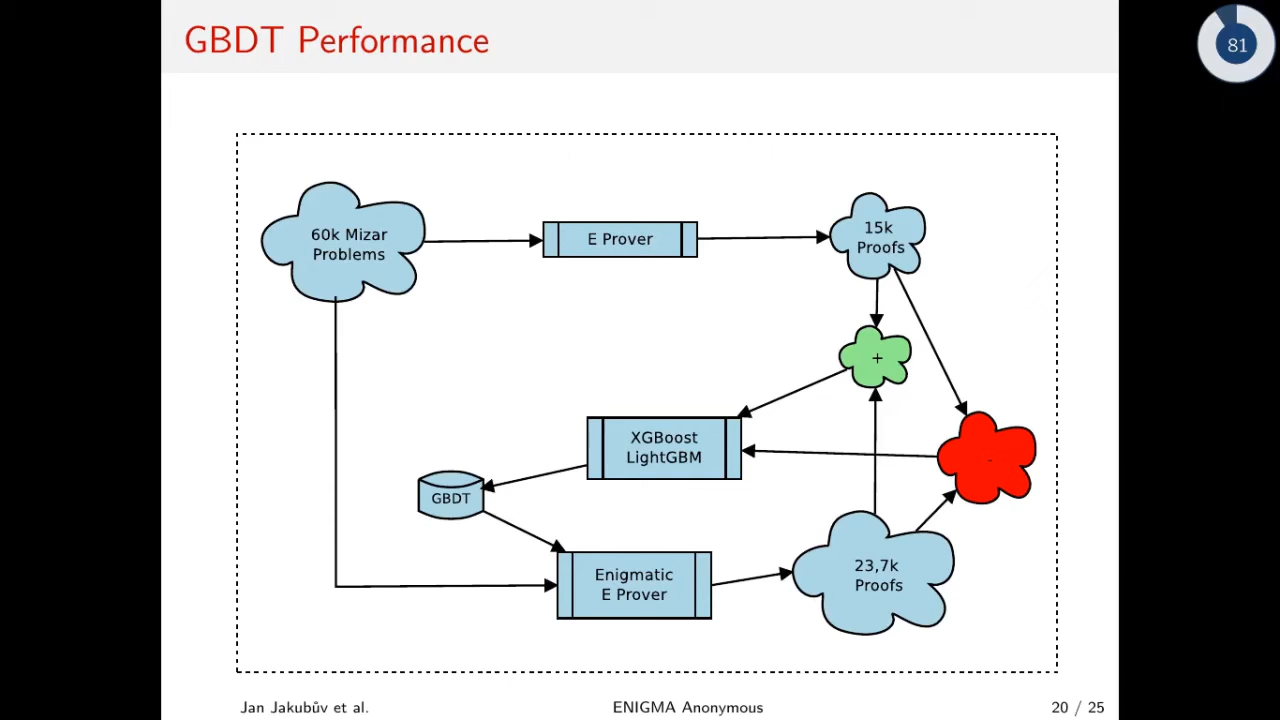 GBDT Performance
81
60k Mizar
Problems
E Prover
15k
Proofs
+
XGBoost
LightGBM
-
GBDT
Enigmatic
E Prover
23,7k
Proofs
Jan Jakubův et al.
ENIGMA Anonymous
20 / 25